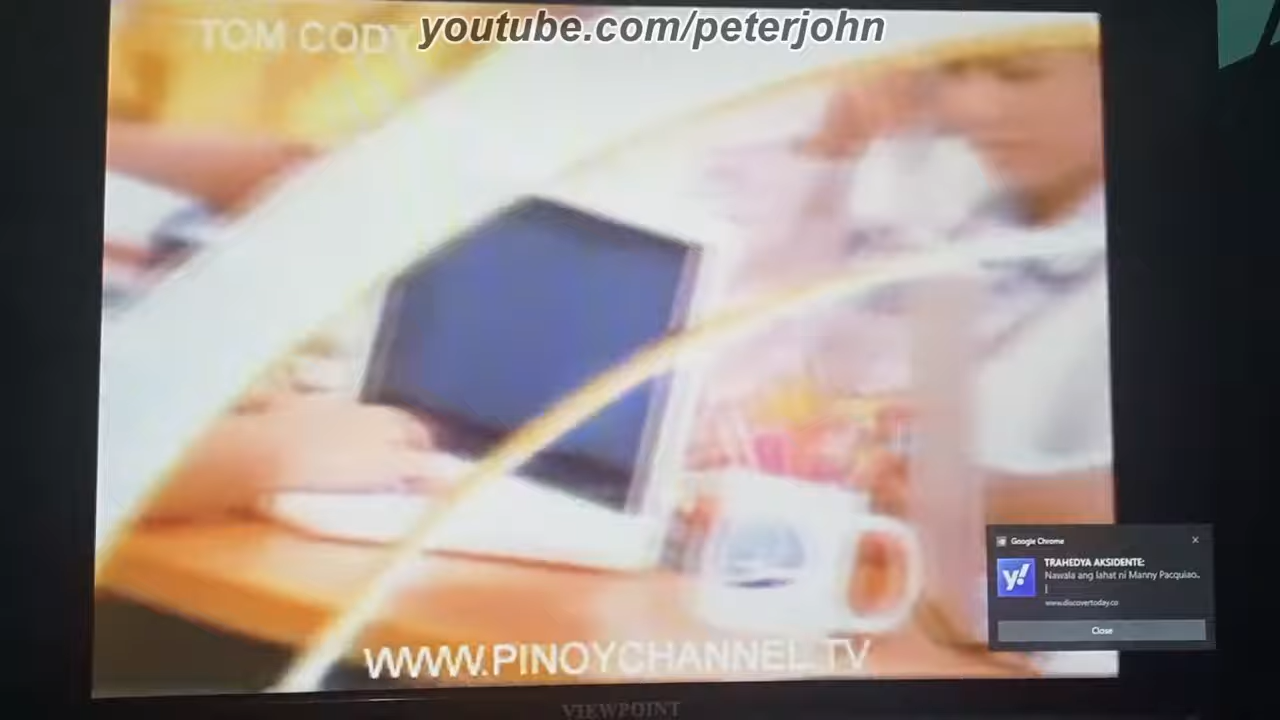 youtube.com/peterjohn
TOM CODY
Google Chrome
y!
TRAHEDYA AKSIDENTE:
Nawala ang lahat ni Manny Pacquiao..
www.discovertoday.co
Close
WWW.PINOYCHANNEL.TV
VIEWPOINT